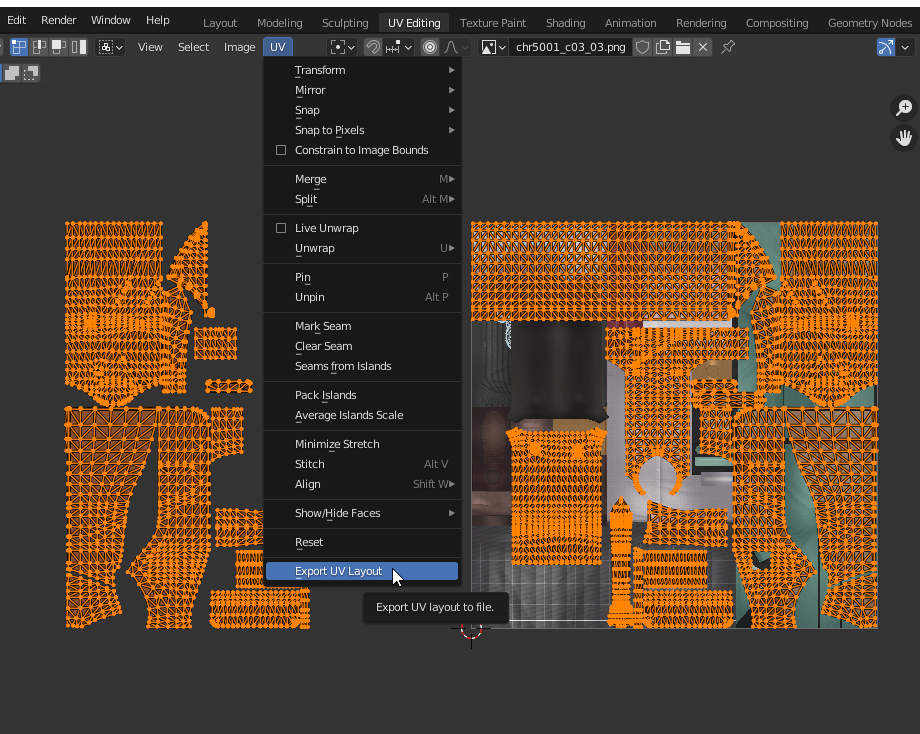 Edit Render Window Help Layout Modeling Sculpting UV Editing Texture Paint Shading Animation Rendering Compositing Geometry Nodes
View Select Image UV chr5001_c03_03.png
Transform
Mirror
Snap
Snap to Pixels
Constrain to Image Bounds
Merge M
Split Alt M
Live Unwrap
Unwrap U
Pin P
Unpin Alt P
Mark Seam
Clear Seam
Seams from Islands
Pack Islands
Average Islands Scale
Minimize Stretch
Stitch Alt V
Align Shift W
Show/Hide Faces
Reset
Export UV Layout
Export UV layout to file.